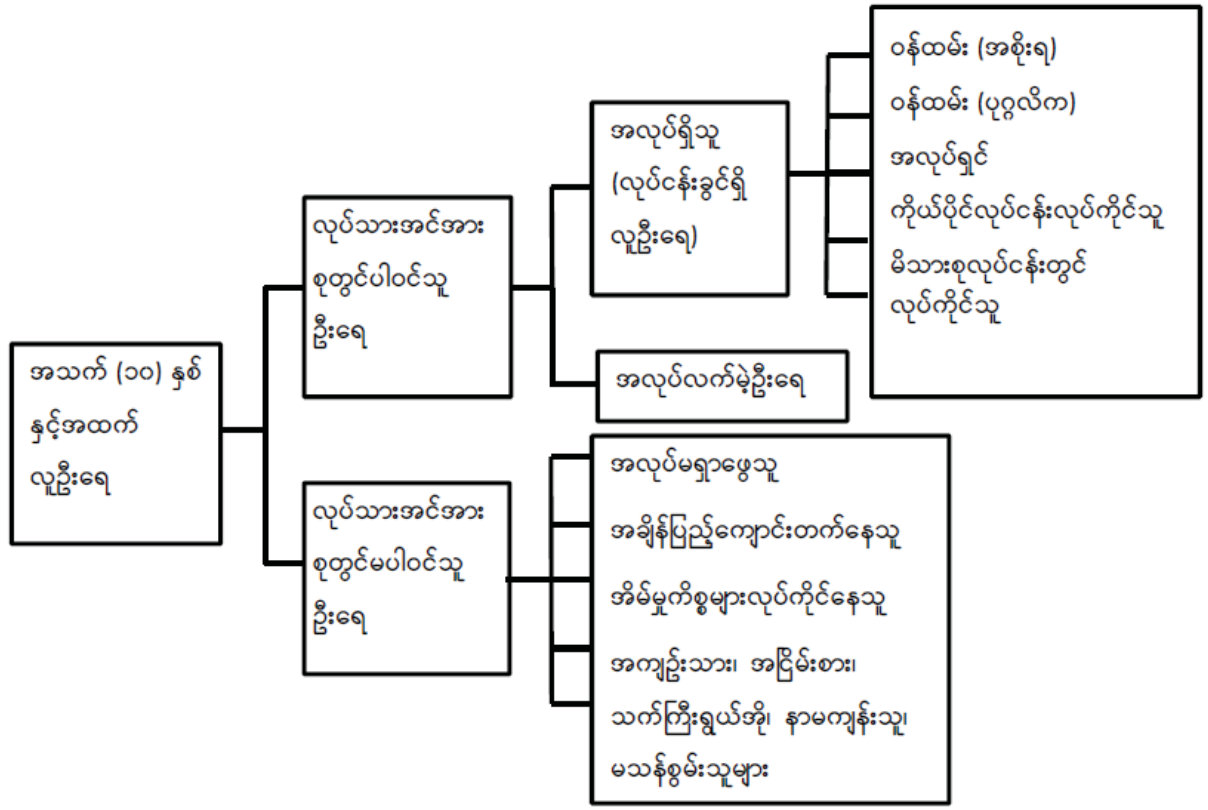 အသက် (၁၀) နှစ်
နှင့်အထက်
လူဦးရေ
လုပ်သားအင်အား
စုတွင်ပါဝင်သူ
ဦးရေ
အလုပ်ရှိသူ
(လုပ်ငန်းခွင်ရှိ
လူဦးရေ)
ဝန်ထမ်း (အစိုးရ)
ဝန်ထမ်း (ပုဂ္ဂလိက)
အလုပ်ရှင်
ကိုယ်ပိုင်လုပ်ငန်းလုပ်ကိုင်သူ
မိသားစုလုပ်ငန်းတွင်
လုပ်ကိုင်သူ
အလုပ်လက်မဲ့ဦးရေ
လုပ်သားအင်အား
စုတွင်မပါဝင်သူ
ဦးရေ
အလုပ်မရှာဖွေသူ
အချိန်ပြည့်ကျောင်းတက်နေသူ
အိမ်မှုကိစ္စများလုပ်ကိုင်နေသူ
အကျဥ်းသား၊ အငြိမ်းစား၊
သက်ကြီးရွယ်အို၊ နာမကျန်းသူ၊
မသန်စွမ်းသူများ